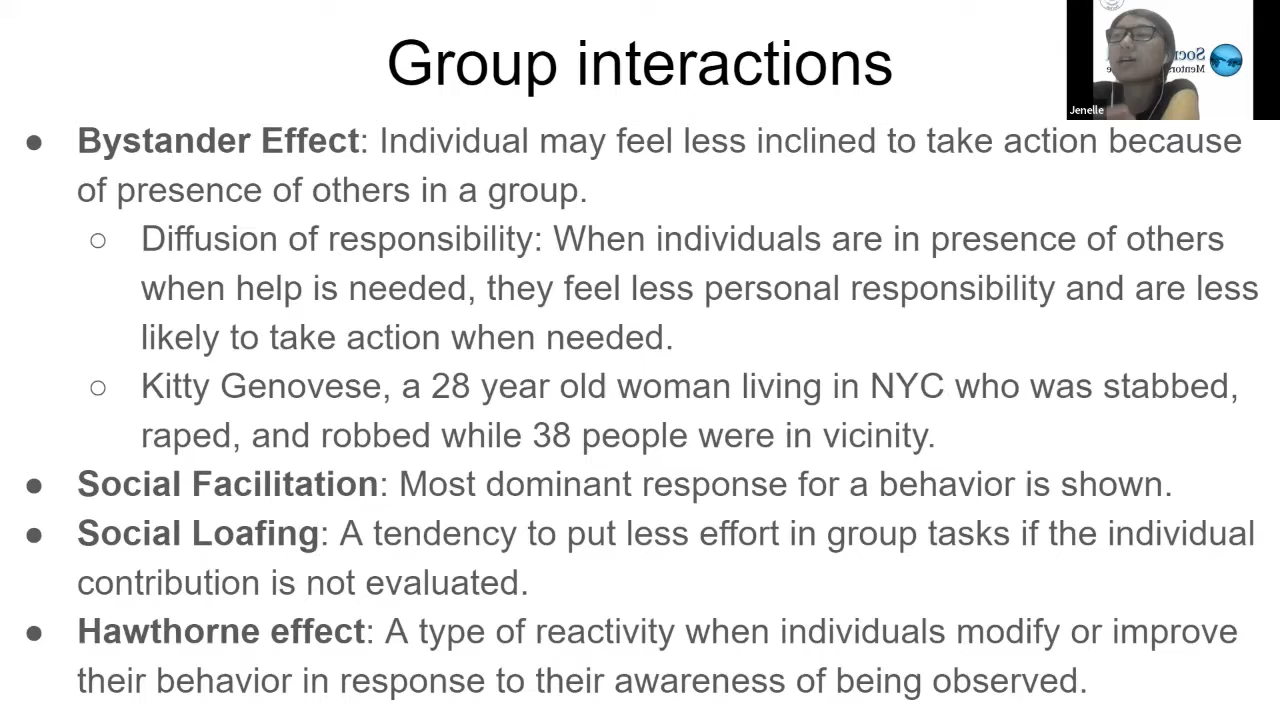 Group interactions
Jenelle
● Bystander Effect: Individual may feel less inclined to take action because
of presence of others in a group.
○ Diffusion of responsibility: When individuals are in presence of others
when help is needed, they feel less personal responsibility and are less
likely to take action when needed.
○ Kitty Genovese, a 28 year old woman living in NYC who was stabbed,
raped, and robbed while 38 people were in vicinity.
● Social Facilitation: Most dominant response for a behavior is shown.
● Social Loafing: A tendency to put less effort in group tasks if the individual
contribution is not evaluated.
● Hawthorne effect: A type of reactivity when individuals modify or improve
their behavior in response to their awareness of being observed.